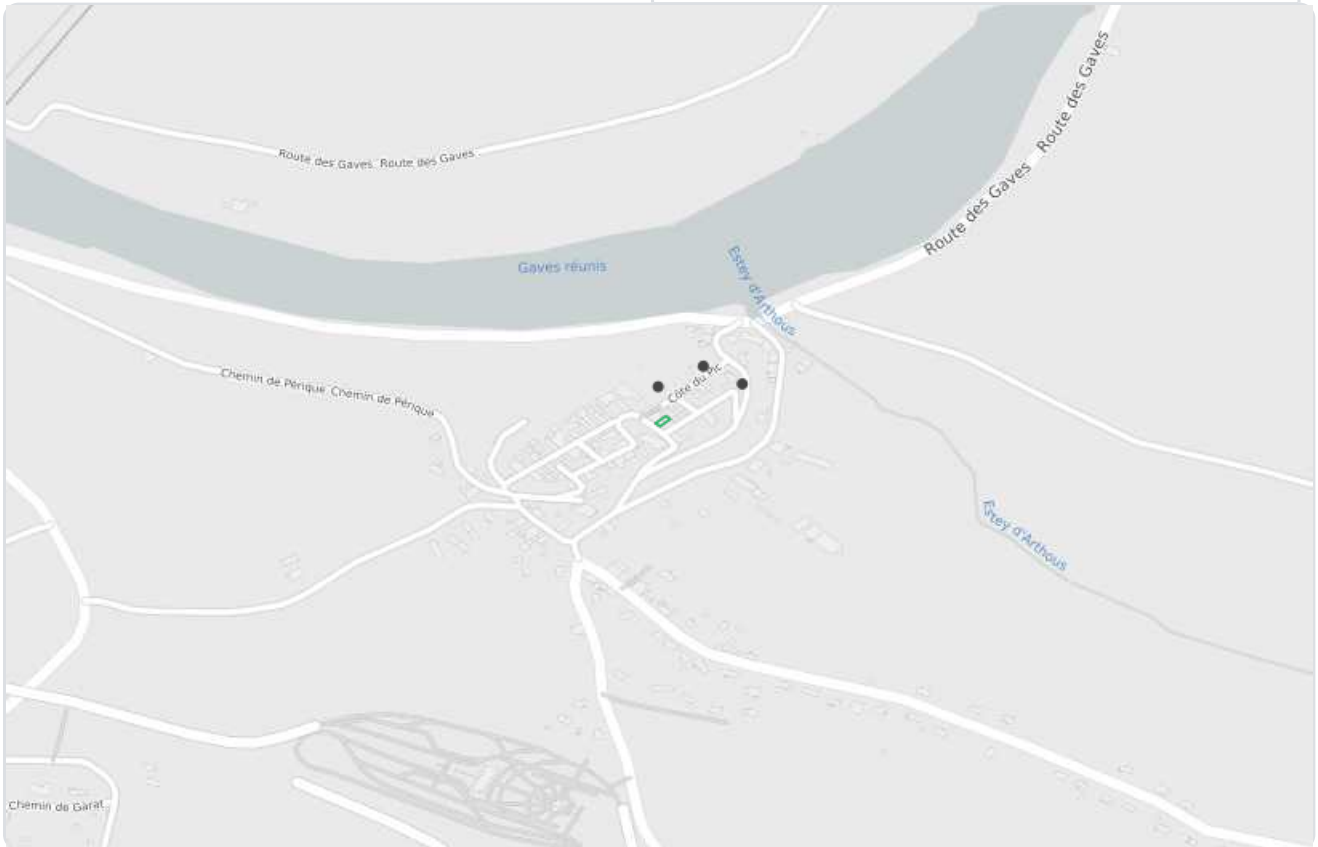 Route des Gaves
Route des Gaves
Route des Gaves
Route des Gaves
Gaves réunis
Estey d'Arthous
Côte du Pic
Chemin de Périque
Chemin de Périque
Estey d'Arthous
Chemin de Garat